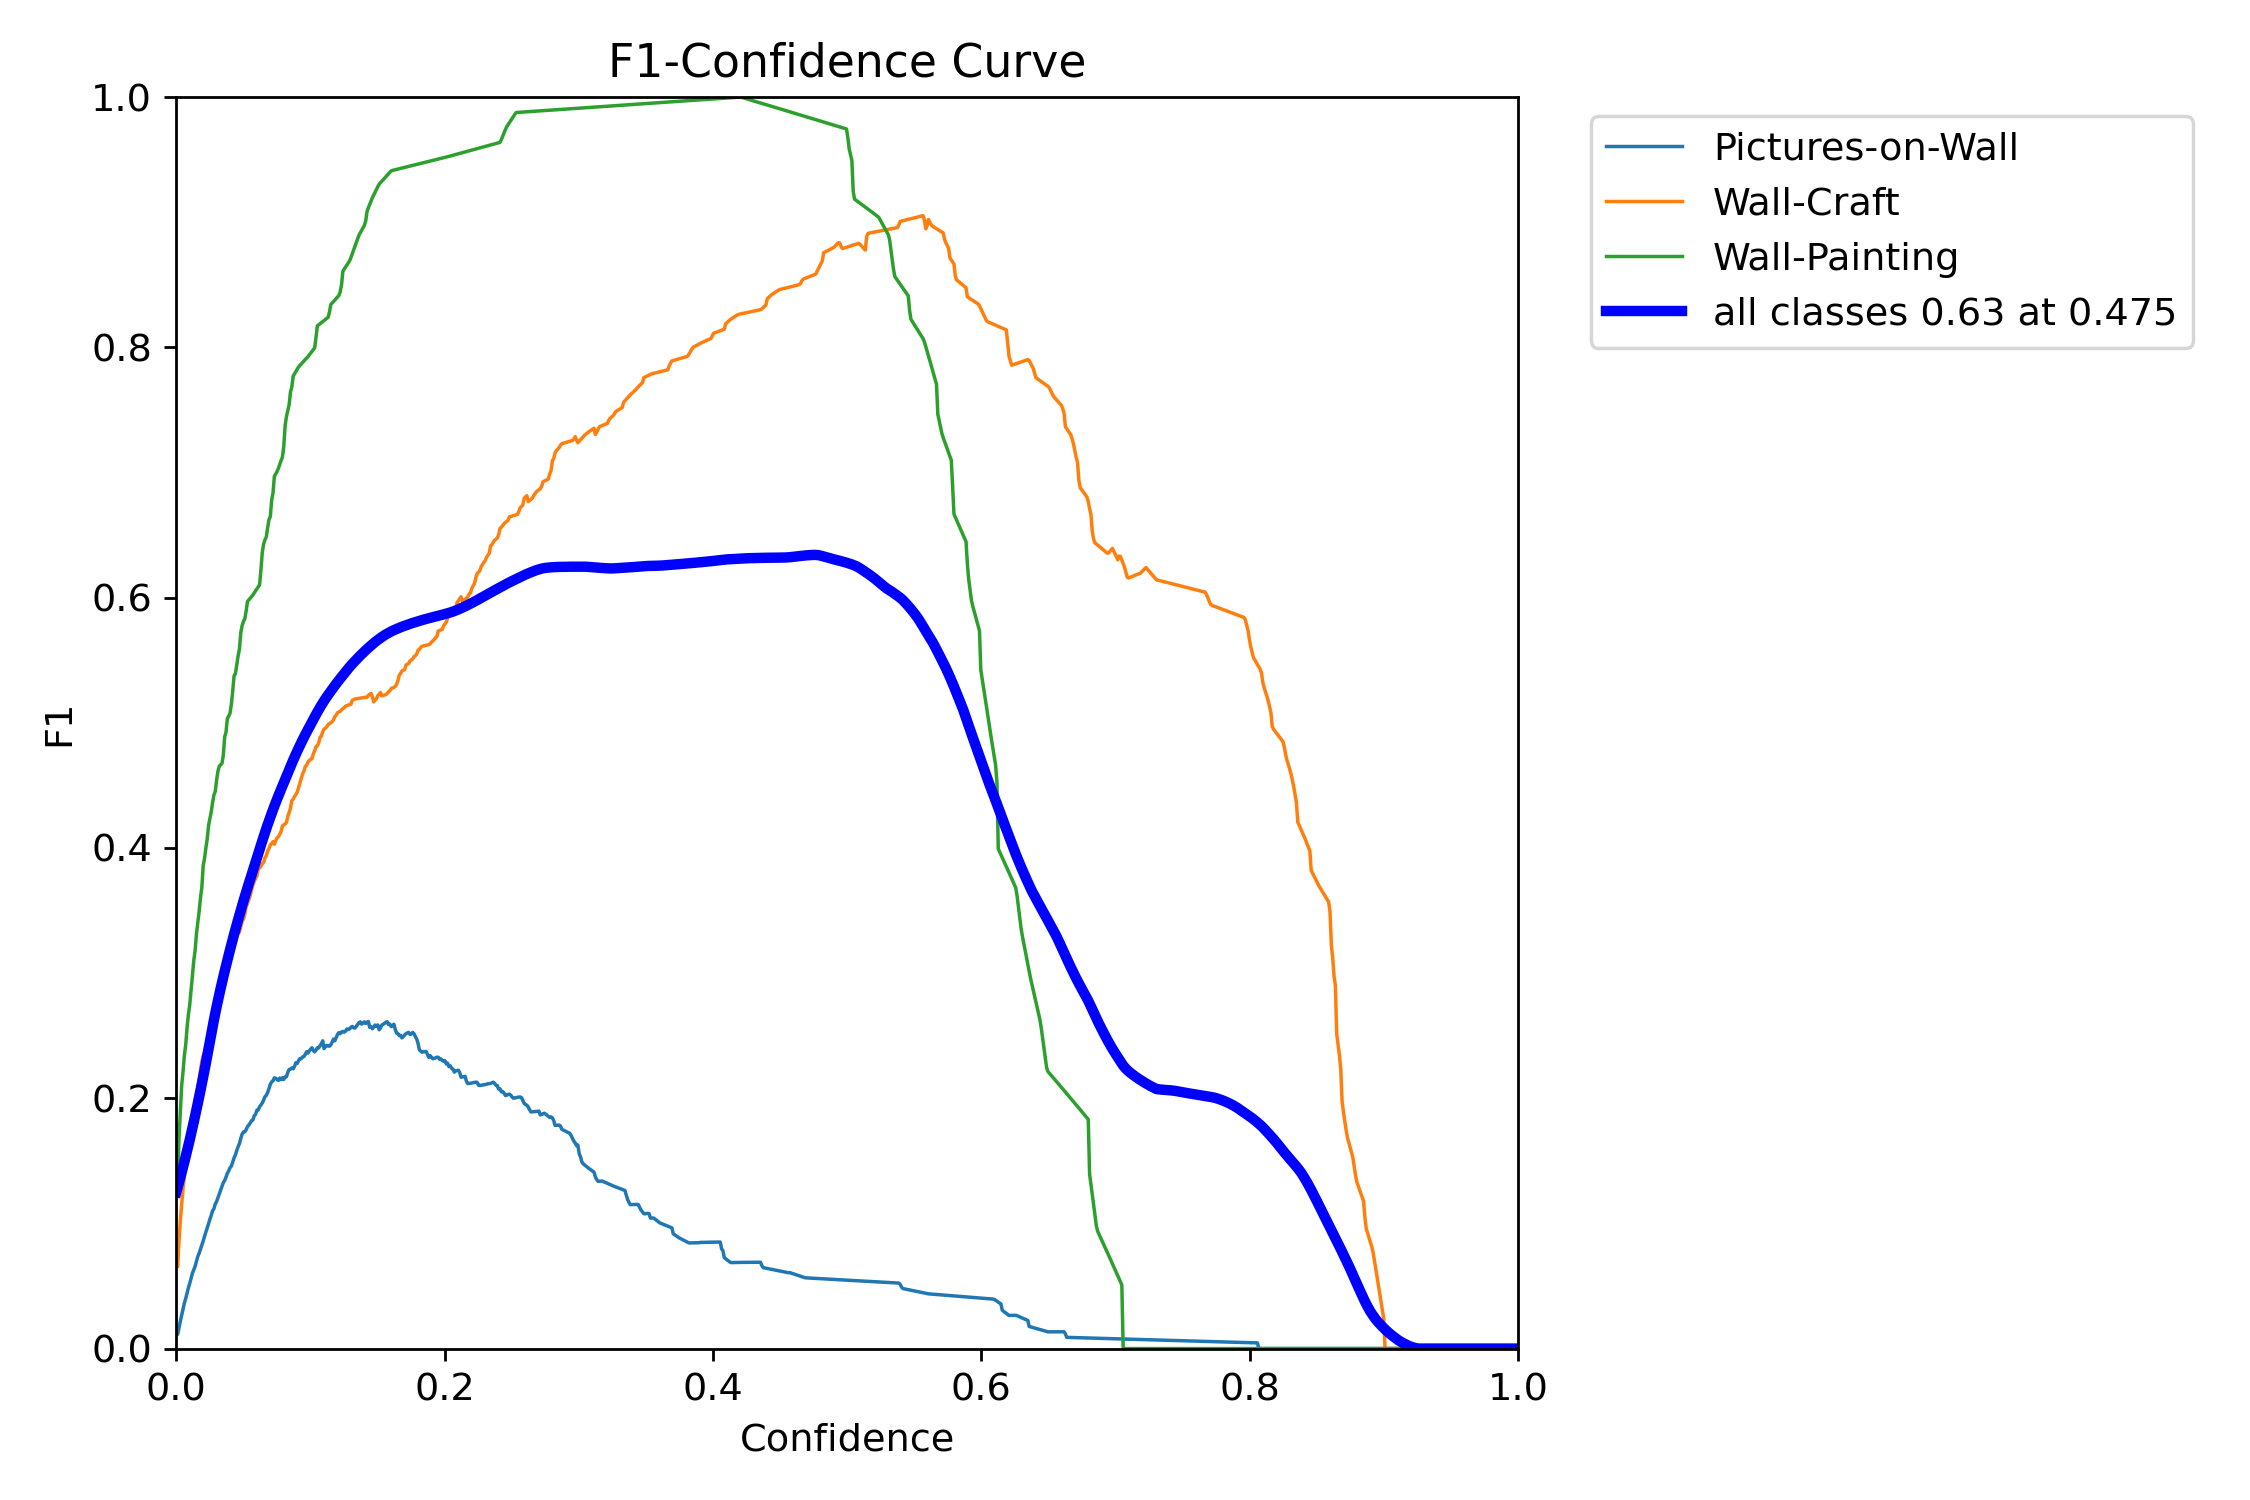 F1-Confidence Curve
1.0
0.8
0.6
0.4
0.2
0.0
F1
0.0 0.2 0.4 0.6 0.8 1.0
Confidence
Pictures-on-Wall
Wall-Craft
Wall-Painting
all classes 0.63 at 0.475